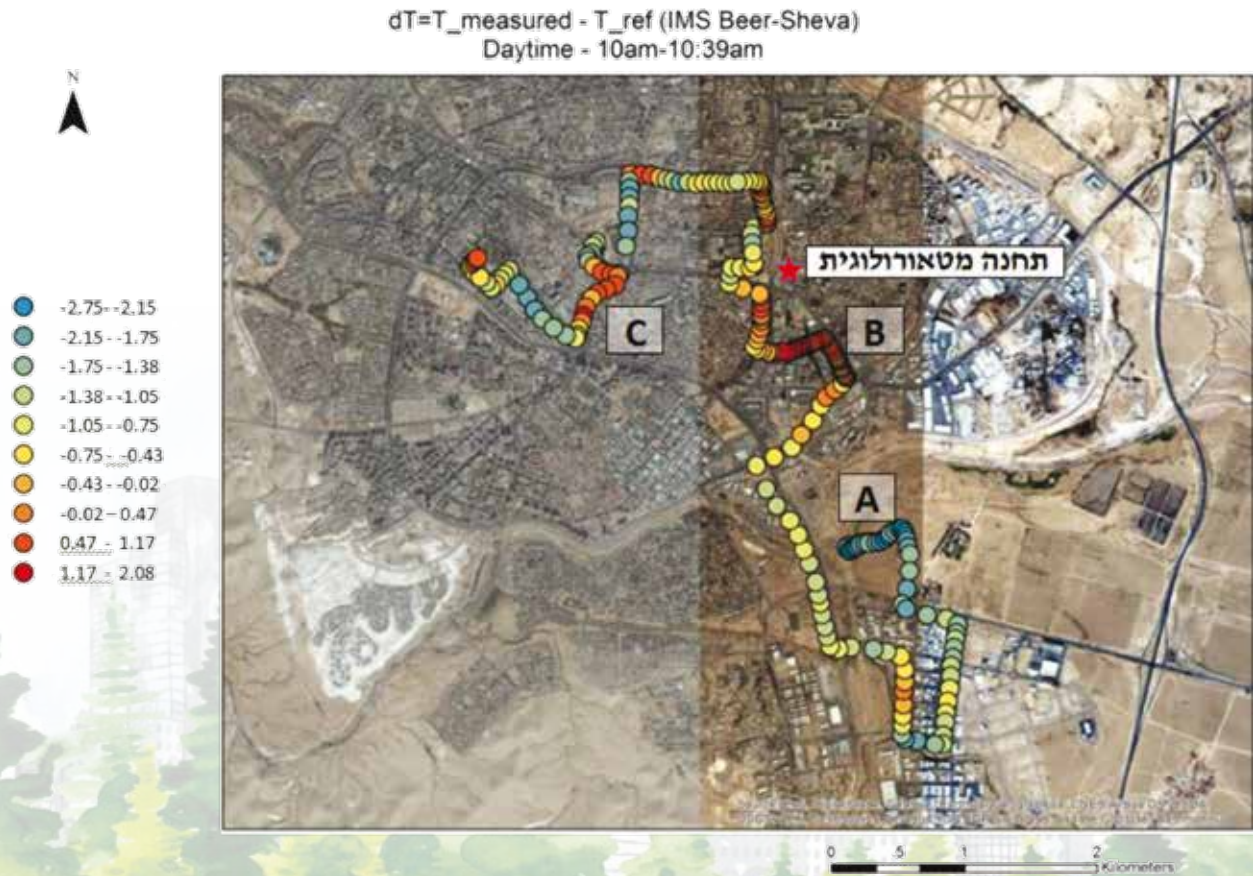 dT=T_measured - T_ref (IMS Beer-Sheva)
Daytime - 10am-10:39am
N
תחנה מטאורולוגית
C
B
A
-2.75--2.15
-2.15 --1.75
-1.75--1.38
-1.38--1.05
-1.05--0.75
-0.75--0.43
-0.43--0.02
-0.02-0.47
0.47 - 1.17
1.17 - 2.08
0 .5 1 2
Kilometers